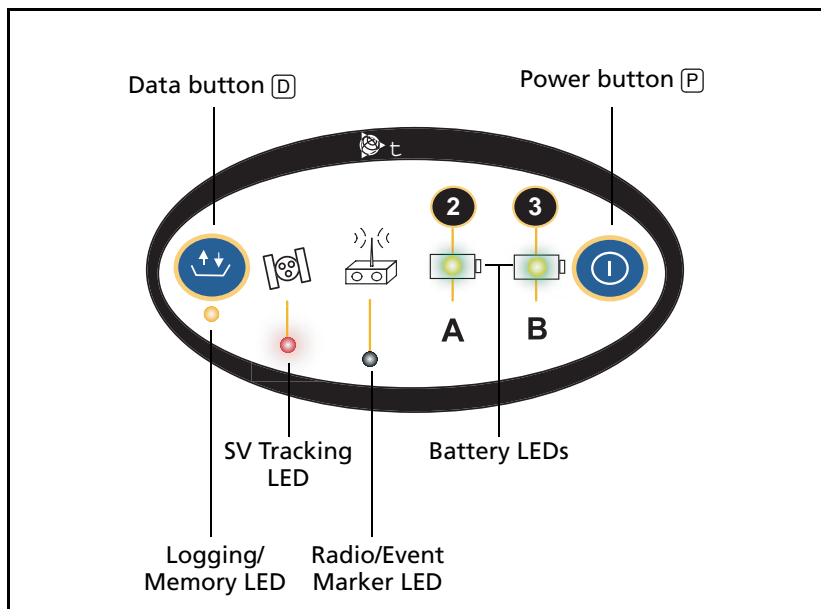 Data button D
Power button P
t
2
3
A
B
SV Tracking
LED
Battery LEDs
Logging/
Memory LED
Radio/Event
Marker LED